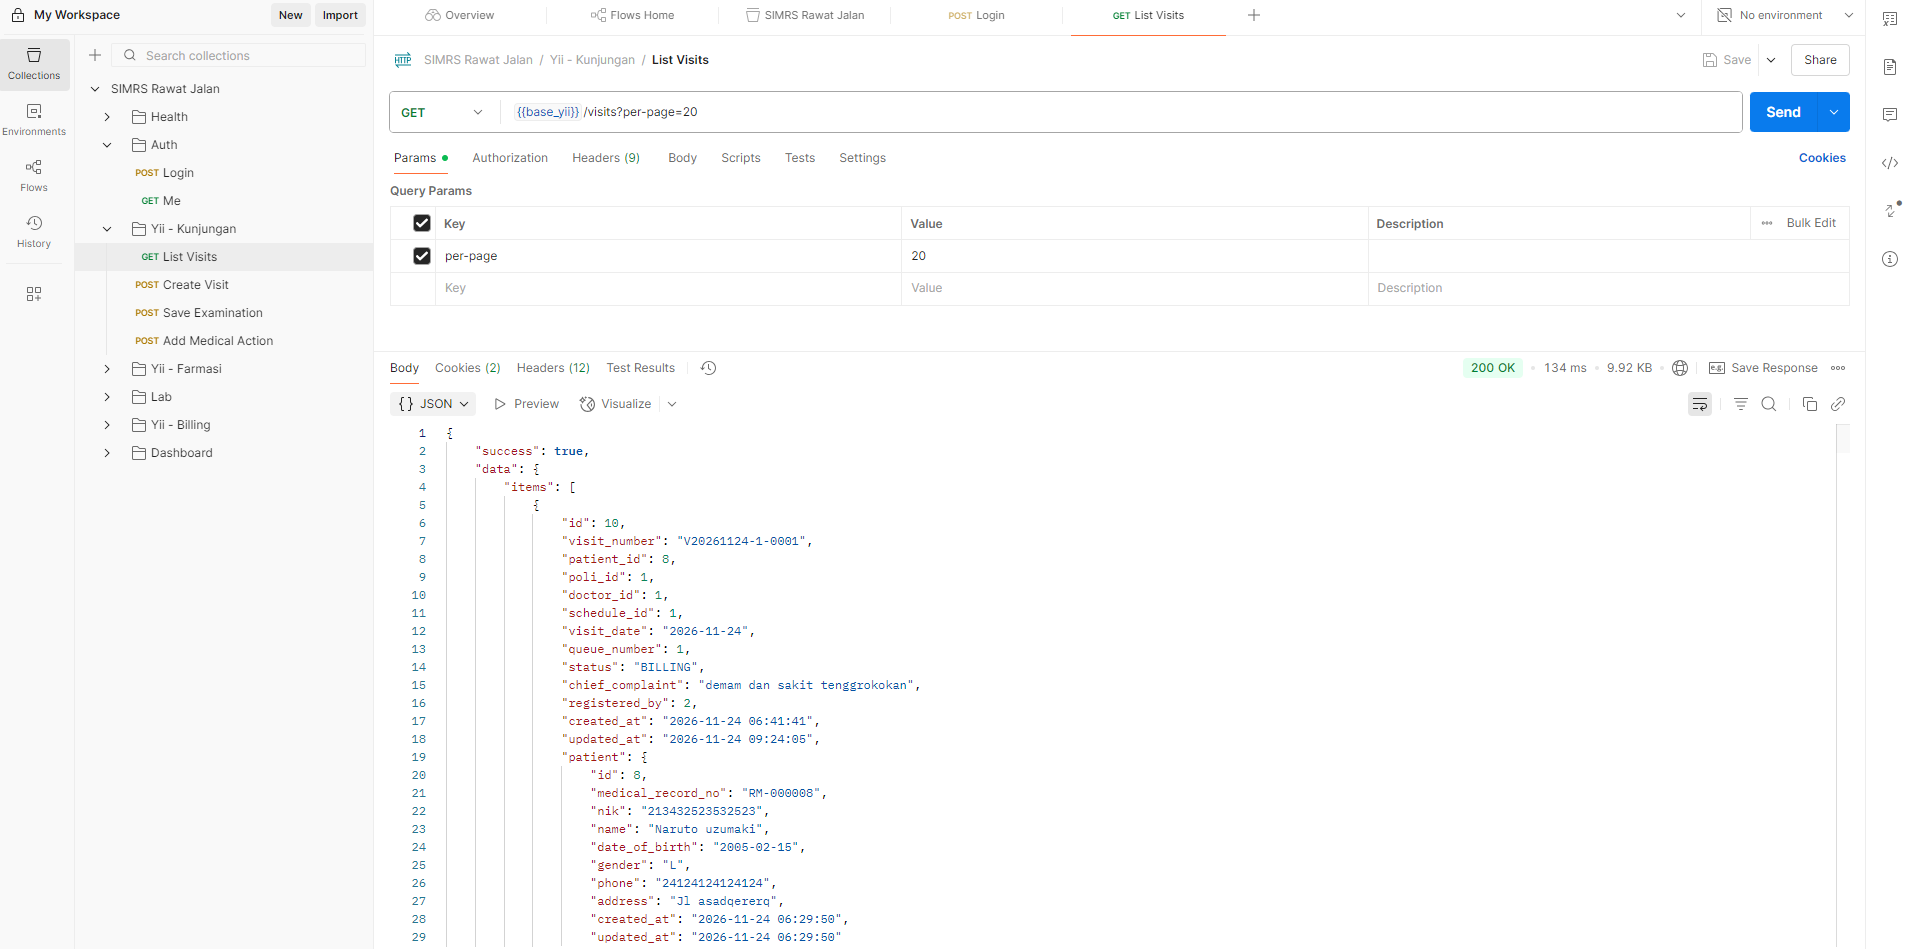 My Workspace
New
Import
Overview
Flows Home
SIMRS Rawat Jalan
POST Login
GET List Visits
No environment
Collections
Environments
Flows
History
Search collections
SIMRS Rawat Jalan
Health
Auth
POST Login
GET Me
Yii - Kunjungan
GET List Visits
POST Create Visit
POST Save Examination
POST Add Medical Action
Yii - Farmasi
Lab
Yii - Billing
Dashboard
HTTP SIMRS Rawat Jalan / Yii - Kunjungan / List Visits
Save
Share
GET {{base_yii}} /visits?per-page=20
Send
Params Authorization Headers (9) Body Scripts Tests Settings
Cookies
Query Params
Key Value Description Bulk Edit
per-page 20
Key Value Description
Body Cookies (2) Headers (12) Test Results
200 OK • 134 ms • 9.92 KB
e.g. Save Response
{} JSON Preview Visualize
1 {
2 "success": true,
3 "data": {
4 "items": [
5 {
6 "id": 10,
7 "visit_number": "V20261124-1-0001",
8 "patient_id": 8,
9 "poli_id": 1,
10 "doctor_id": 1,
11 "schedule_id": 1,
12 "visit_date": "2026-11-24",
13 "queue_number": 1,
14 "status": "BILLING",
15 "chief_complaint": "demam dan sakit tenggrokokan",
16 "registered_by": 2,
17 "created_at": "2026-11-24 06:41:41",
18 "updated_at": "2026-11-24 09:24:05",
19 "patient": {
20 "id": 8,
21 "medical_record_no": "RM-000008",
22 "nik": "213432523532523",
23 "name": "Naruto uzumaki",
24 "date_of_birth": "2005-02-15",
25 "gender": "L",
26 "phone": "24124124124124",
27 "address": "Jl asadqererq",
28 "created_at": "2026-11-24 06:29:50",
29 "updated_at": "2026-11-24 06:29:50"